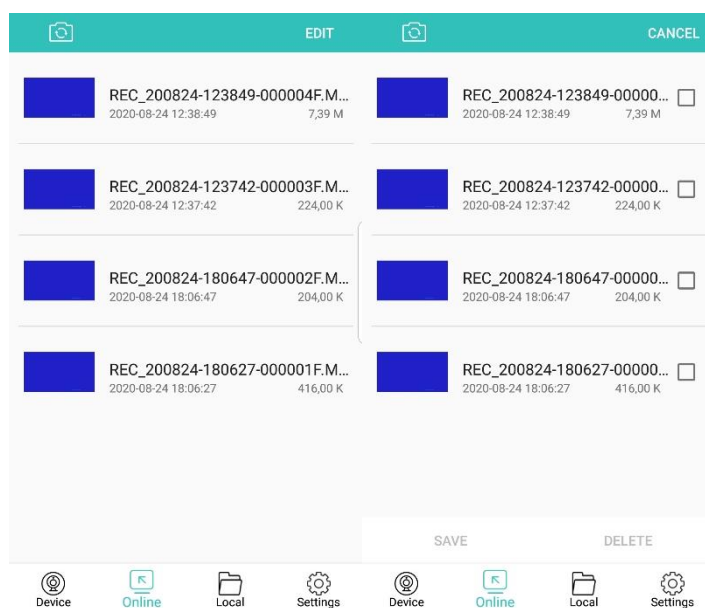 EDIT
REC_200824-123849-000004F.M...
2020-08-24 12:38:49 7,39 M
REC_200824-123742-000003F.M...
2020-08-24 12:37:42 224,00 K
REC_200824-180647-000002F.M...
2020-08-24 18:06:47 204,00 K
REC_200824-180627-000001F.M...
2020-08-24 18:06:27 416,00 K
Device Online Local Settings
CANCEL
REC_200824-123849-00000...
2020-08-24 12:38:49 7,39 M
REC_200824-123742-00000...
2020-08-24 12:37:42 224,00 K
REC_200824-180647-00000...
2020-08-24 18:06:47 204,00 K
REC_200824-180627-00000...
2020-08-24 18:06:27 416,00 K
SAVE DELETE
Device Online Local Settings